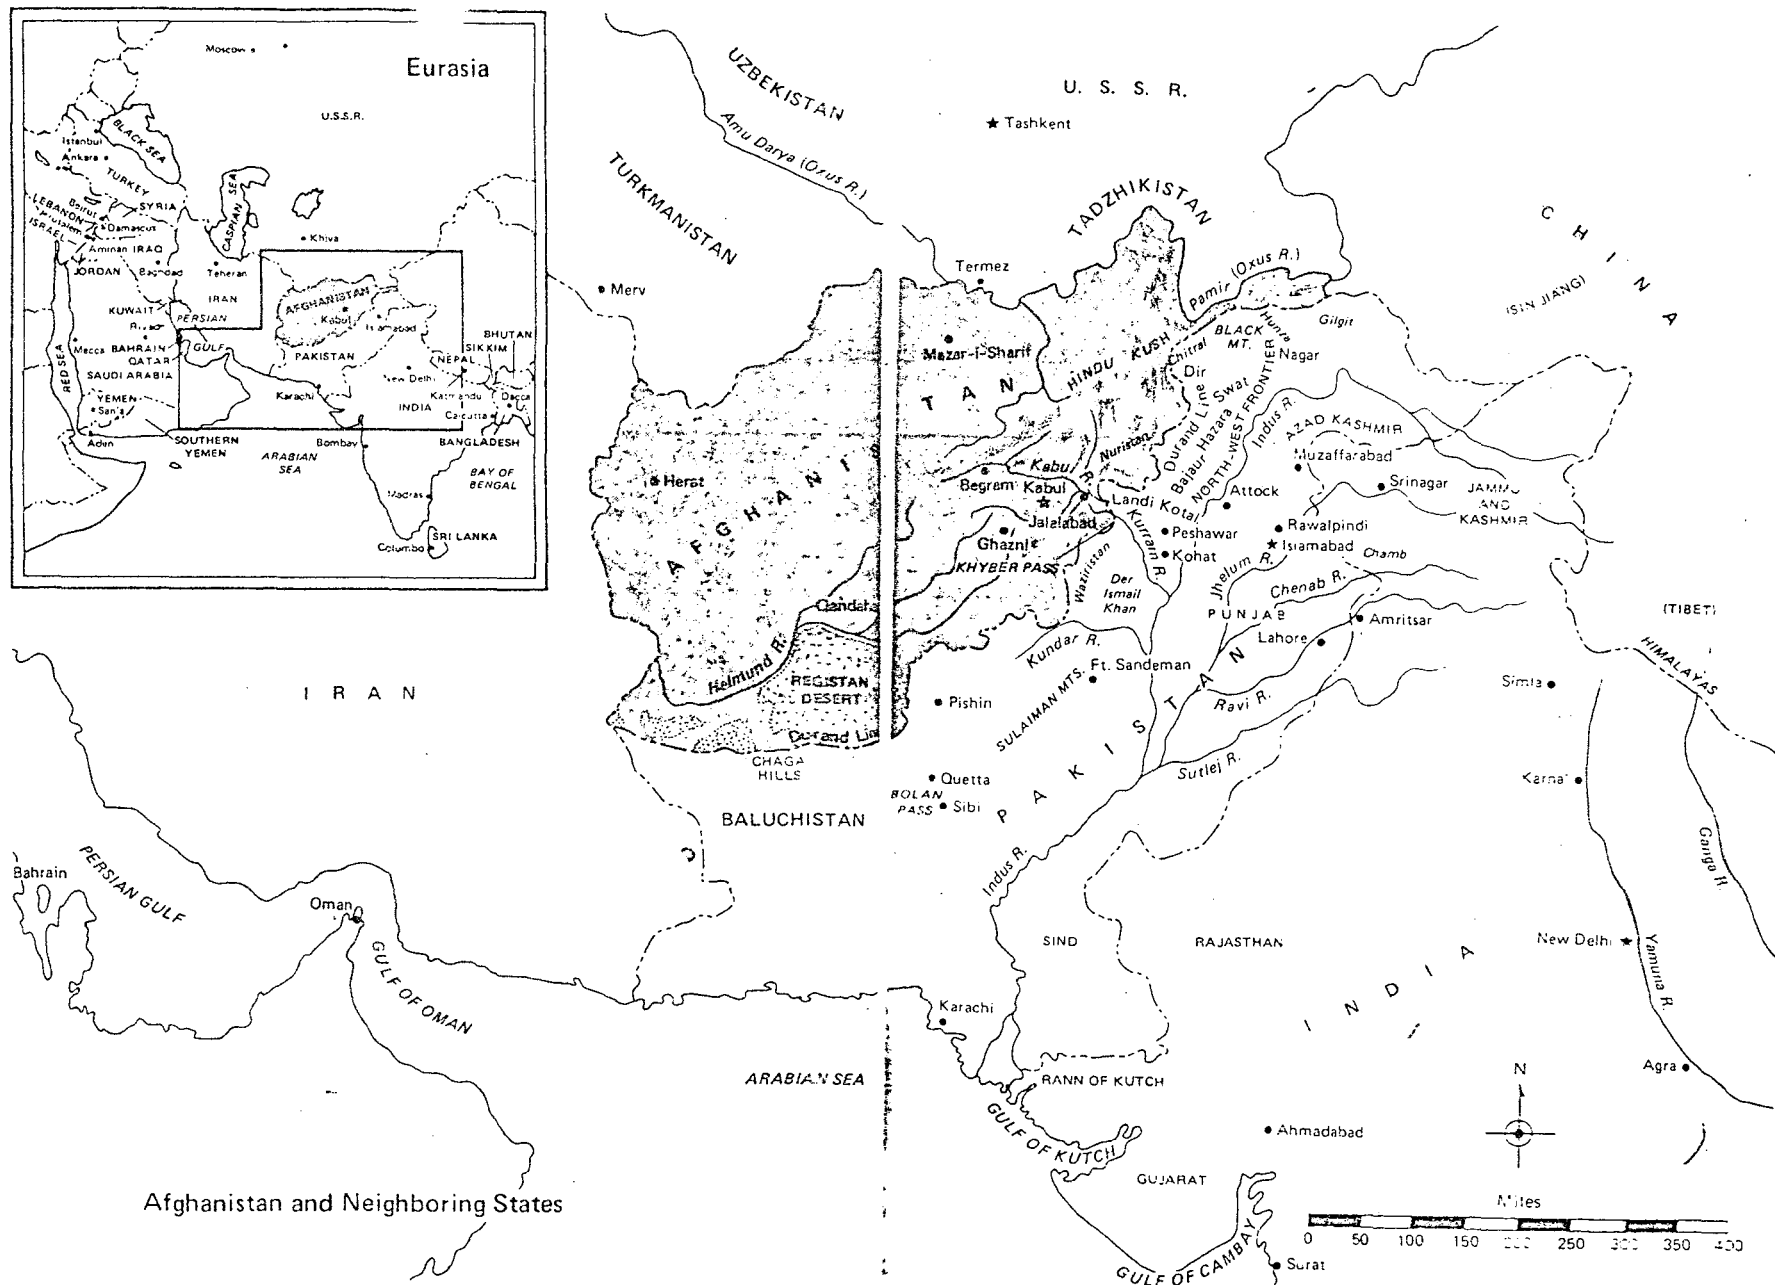 Eurasia
Moscow
U.S.S.R.
BLACK SEA
Istanbul
Ankara
TURKEY
CASPIAN SEA
SYRIA
LEBANON
Beirut
Damascus
ISRAEL
Amman
IRAQ
Khiva
JORDAN
Baghdad
Teheran
IRAN
AFGHANISTAN
Kabul
Islamabad
KUWAIT
PERSIAN
GULF
RED SEA
Mecca
BAHRAIN
QATAR
SAUDI ARABIA
PAKISTAN
BHUTAN
SIKKIM
NEPAL
New Delhi
Katmandu
Dacca
YEMEN
San'a
Karachi
INDIA
Calcutta
Aden
SOUTHERN
YEMEN
Bombay
BANGLADESH
ARABIAN
SEA
BAY OF
BENGAL
Madras
SRI LANKA
Columbo
UZBEKISTAN
U. S. S. R.
Tashkent
Amu Darya (Oxus R.)
TURKMANISTAN
TADZHIKISTAN
CHINA
(SIN JIANG)
Merv
Termez
Pamir (Oxus R.)
Gilgit
Hunza
BLACK
MT.
Nagar
Mazar-i-Sharif
HINDU KUSH
Chitral
Dir
Swat
Durand Line
Bajaur Hazara
NORTH-WEST FRONTIER
Indus R.
AZAD KASHMIR
Muzaffarabad
Srinagar
JAMMU
AND
KASHMIR
AFGHANISTAN
Herat
Nuristan
Kabul R.
Begram
Kabul
Landi Kotal
Attock
Jalalabad
Peshawar
Rawalpindi
Ghazni
Kurram R.
Kohat
Islamabad
KHYBER PASS
Waziristan
Der
Ismail
Khan
Jhelum R.
Chamb
Chenab R.
PUNJAB
Amritsar
Lahore
(TIBET)
HIMALAYAS
Qandaha
Helmund R.
Kundar R.
Ft. Sandeman
SULAIMAN MTS.
Ravi R.
Simla
IRAN
REGISTAN
DESERT
Pishin
Durand Lin
CHAGA
HILLS
Quetta
BOLAN
PASS
Sibi
PAKISTAN
Sutlej R.
Karnal
BALUCHISTAN
Ganga R.
Indus R.
Bahrain
PERSIAN GULF
Oman
GULF OF OMAN
SIND
RAJASTHAN
New Delhi
Yamuna R.
INDIA
Karachi
ARABIAN SEA
RANN OF KUTCH
GULF OF KUTCH
Agra
N
Ahmadabad
GUJARAT
Afghanistan and Neighboring States
GULF OF CAMBAY
Surat
Miles
0 50 100 150 200 250 300 350 400